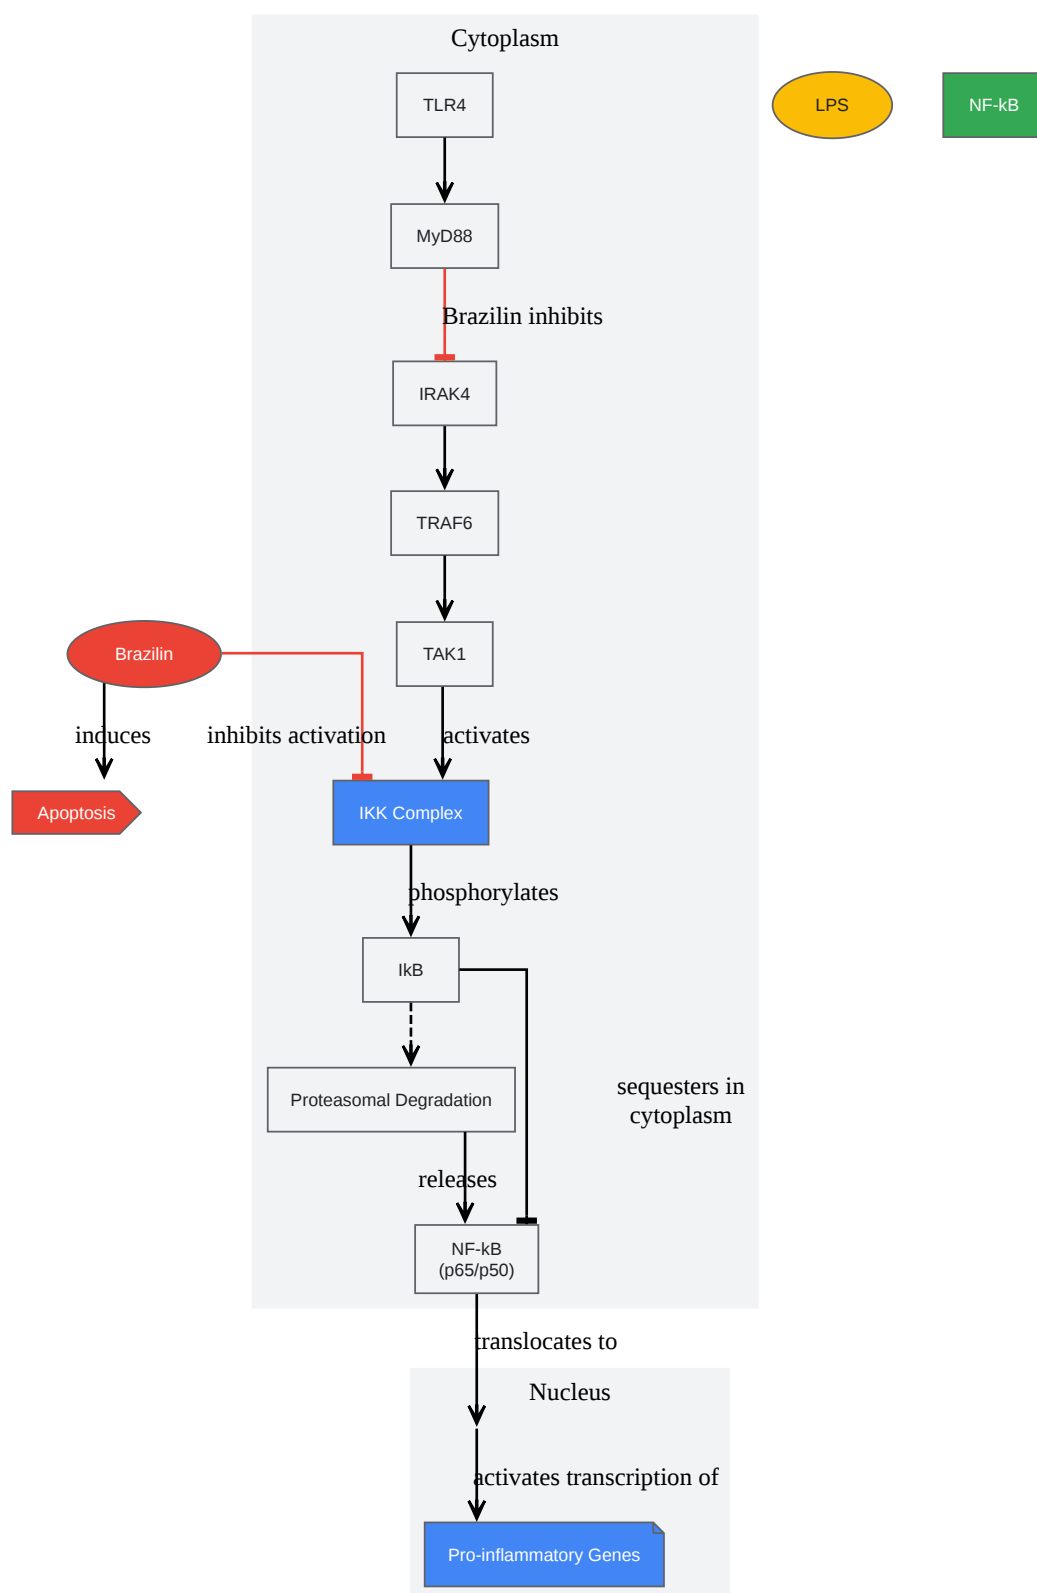 Cytoplasm
TLR4
LPS
NF-kB
MyD88
Brazilin inhibits
IRAK4
TRAF6
Brazilin
TAK1
induces
inhibits activation
activates
Apoptosis
IKK Complex
phosphorylates
IkB
Proteasomal Degradation
sequesters in
cytoplasm
releases
NF-kB
(p65/p50)
translocates to
Nucleus
activates transcription of
Pro-inflammatory Genes